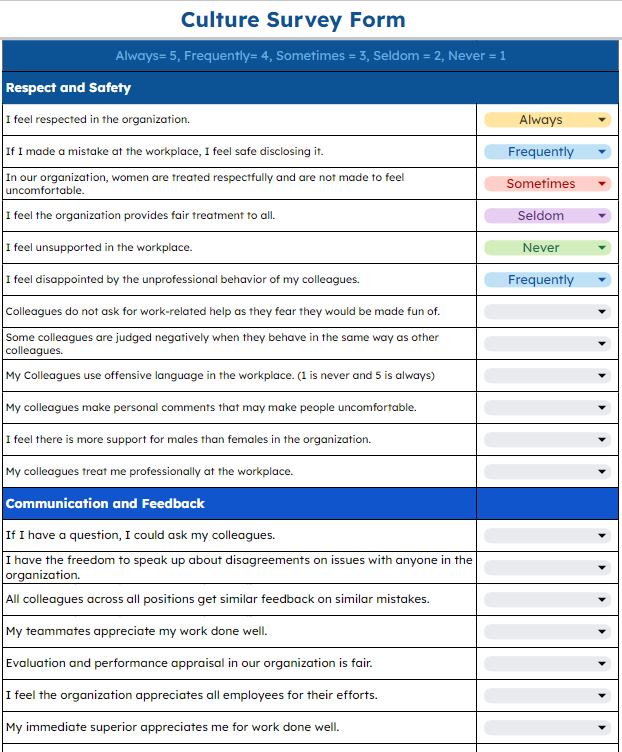 Culture Survey Form
Always= 5, Frequently= 4, Sometimes = 3, Seldom = 2, Never = 1
Respect and Safety
I feel respected in the organization.
Always
If I made a mistake at the workplace, I feel safe disclosing it.
Frequently
In our organization, women are treated respectfully and are not made to feel
uncomfortable.
Sometimes
I feel the organization provides fair treatment to all.
Seldom
I feel unsupported in the workplace.
Never
I feel disappointed by the unprofessional behavior of my colleagues.
Frequently
Colleagues do not ask for work-related help as they fear they would be made fun of.
Some colleagues are judged negatively when they behave in the same way as other
colleagues.
My Colleagues use offensive language in the workplace. (1 is never and 5 is always)
My colleagues make personal comments that may make people uncomfortable.
I feel there is more support for males than females in the organization.
My colleagues treat me professionally at the workplace.
Communication and Feedback
If I have a question, I could ask my colleagues.
I have the freedom to speak up about disagreements on issues with anyone in the
organization.
All colleagues across all positions get similar feedback on similar mistakes.
My teammates appreciate my work done well.
Evaluation and performance appraisal in our organization is fair.
I feel the organization appreciates all employees for their efforts.
My immediate superior appreciates me for work done well.